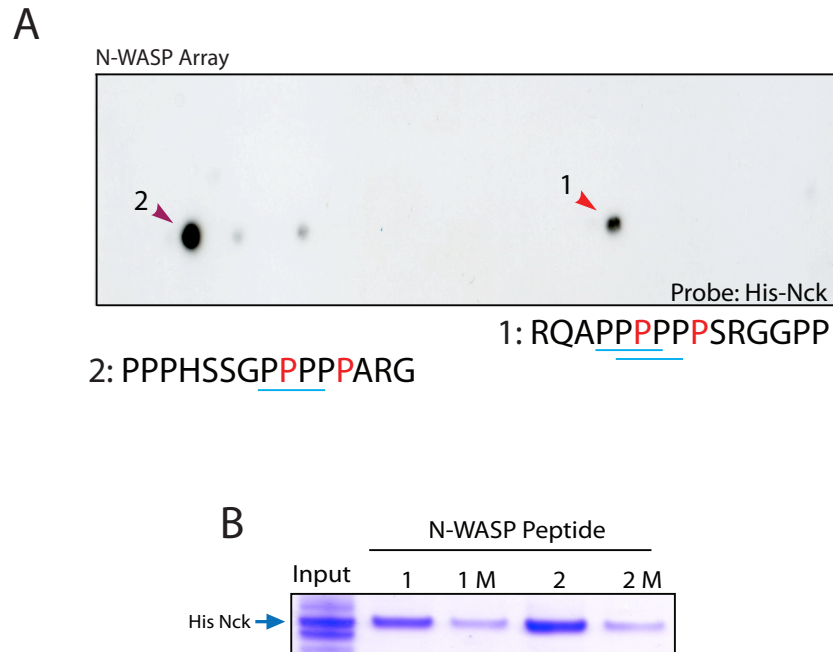 A
N-WASP Array
2
1
Probe: His-Nck
1: RQAPPPPPPSRGGPP
2: PPPHSSGPPPPPARG
B
N-WASP Peptide
Input 1 1 M 2 2 M
His Nck